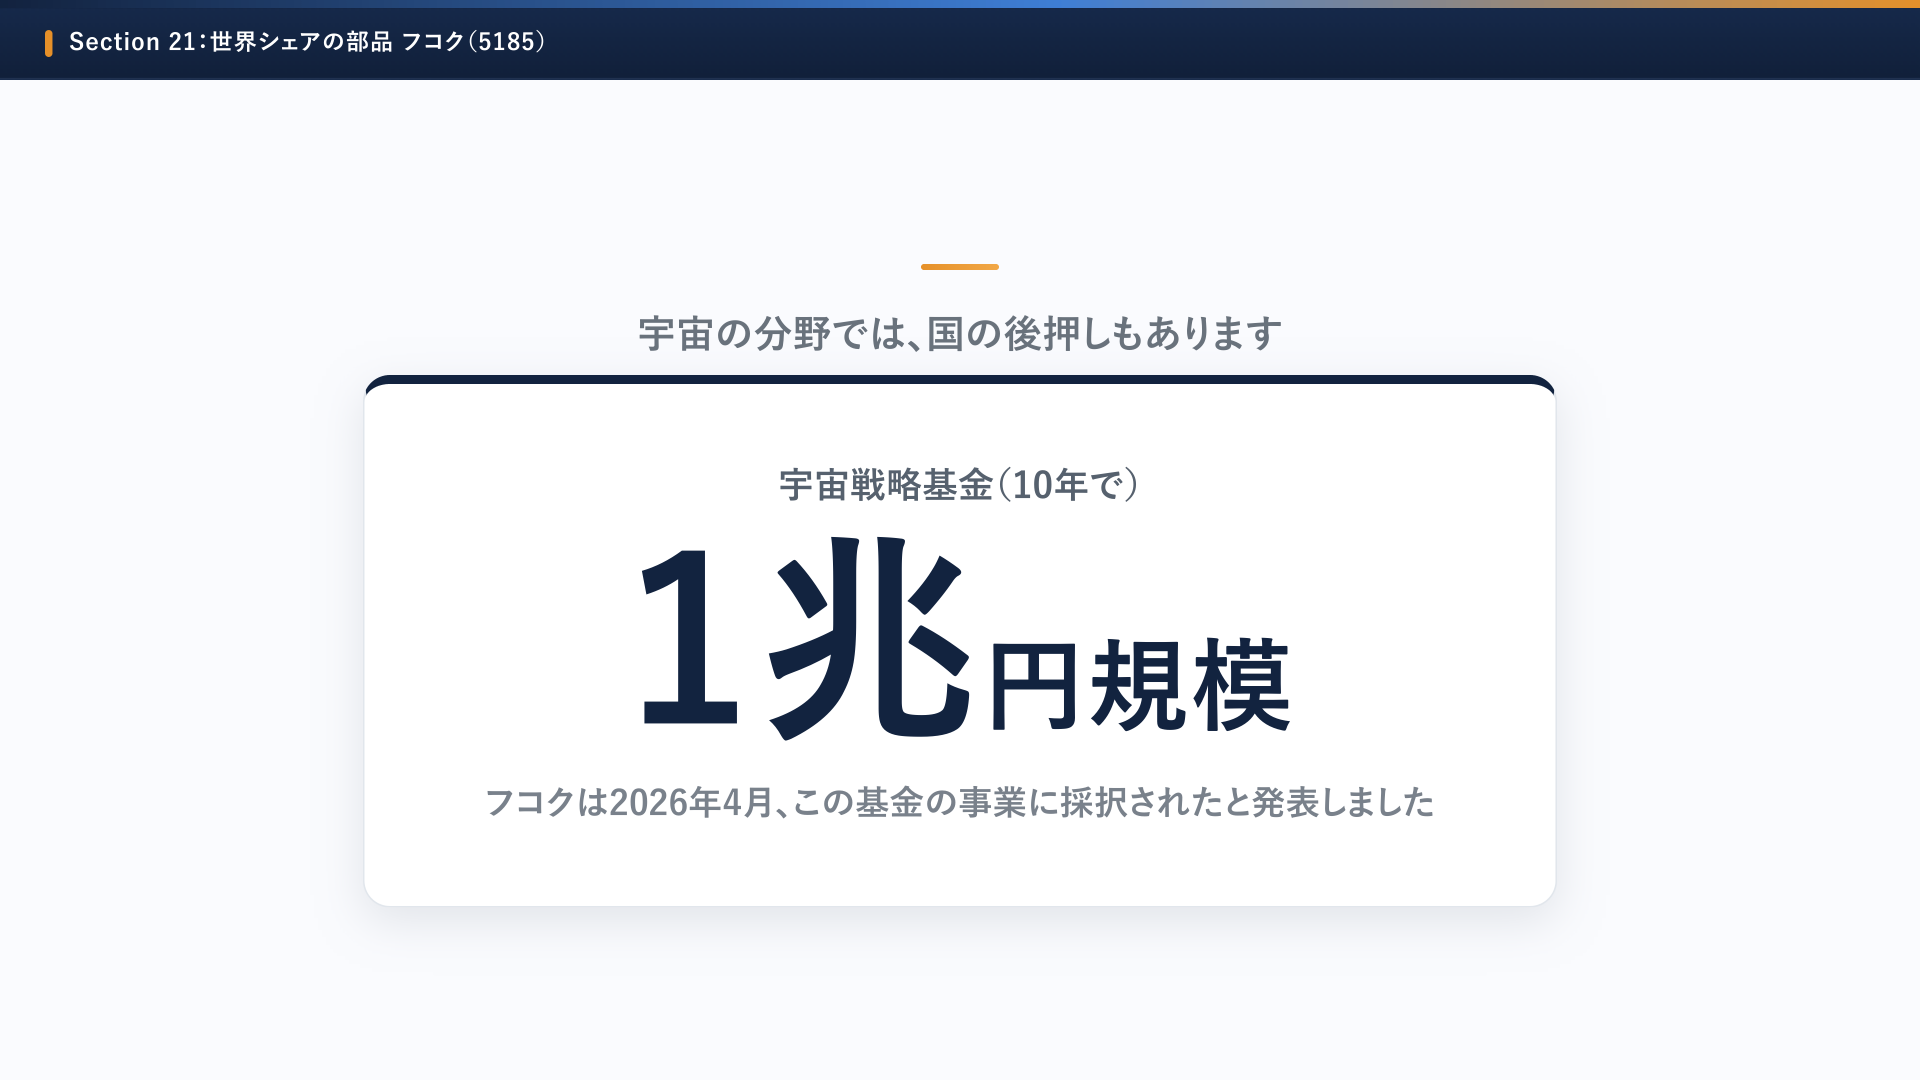 Section 21：世界シェアの部品 フコク（5185）
宇宙の分野では、国の後押しもあります
宇宙戦略基金（10年で）
1兆円規模
フコクは2026年4月、この基金の事業に採択されたと発表しました